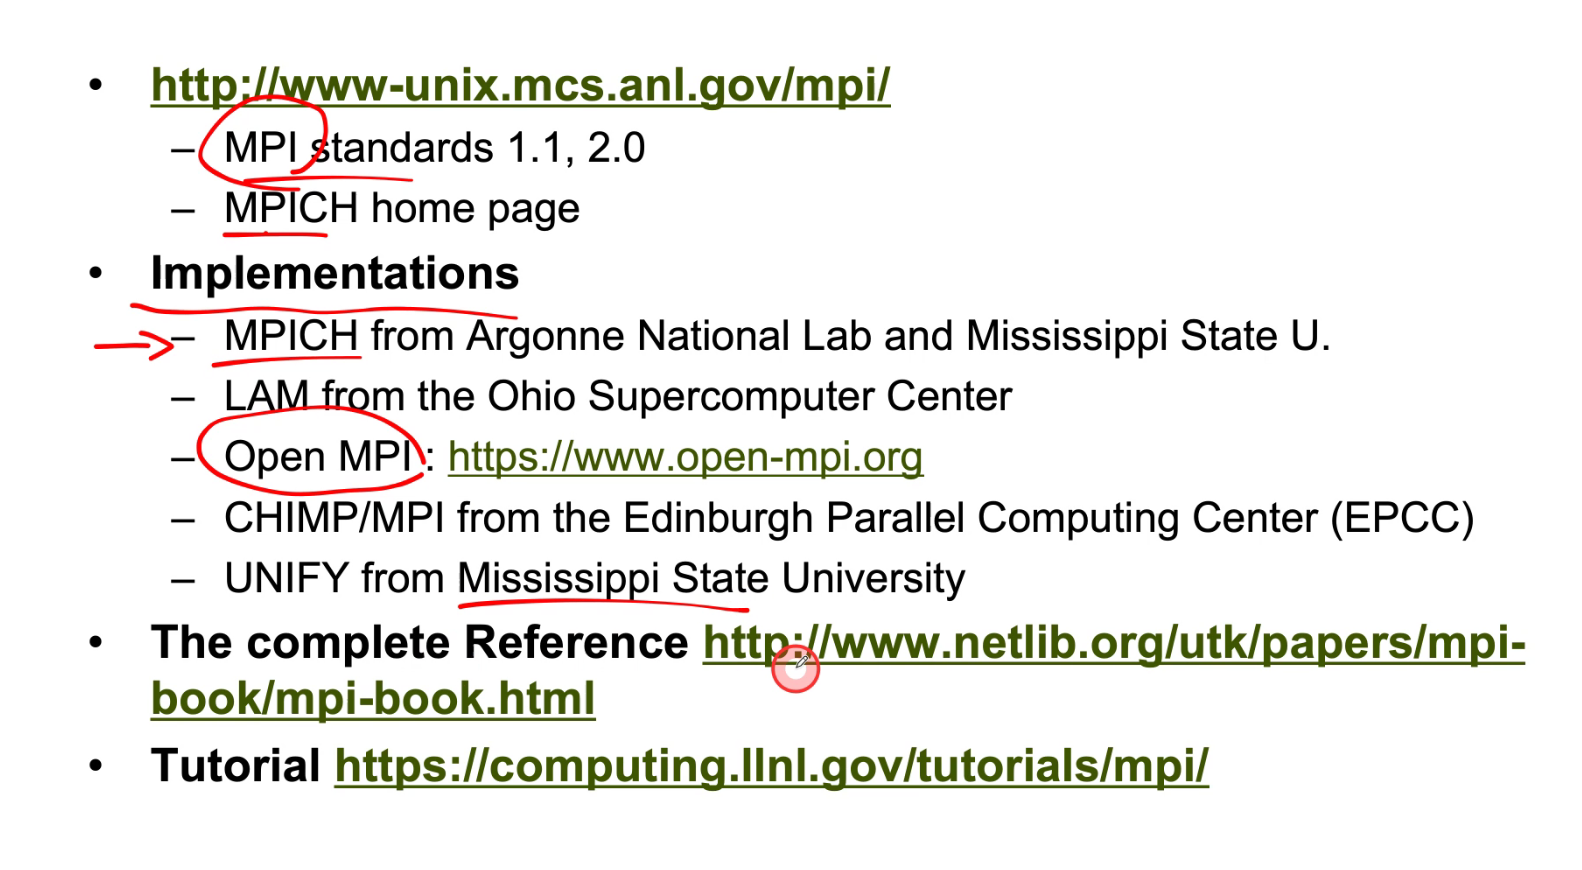 • http://www-unix.mcs.anl.gov/mpi/
– MPI standards 1.1, 2.0
– MPICH home page
• Implementations
– MPICH from Argonne National Lab and Mississippi State U.
– LAM from the Ohio Supercomputer Center
– Open MPI : https://www.open-mpi.org
– CHIMP/MPI from the Edinburgh Parallel Computing Center (EPCC)
– UNIFY from Mississippi State University
• The complete Reference http://www.netlib.org/utk/papers/mpi-
book/mpi-book.html
• Tutorial https://computing.llnl.gov/tutorials/mpi/